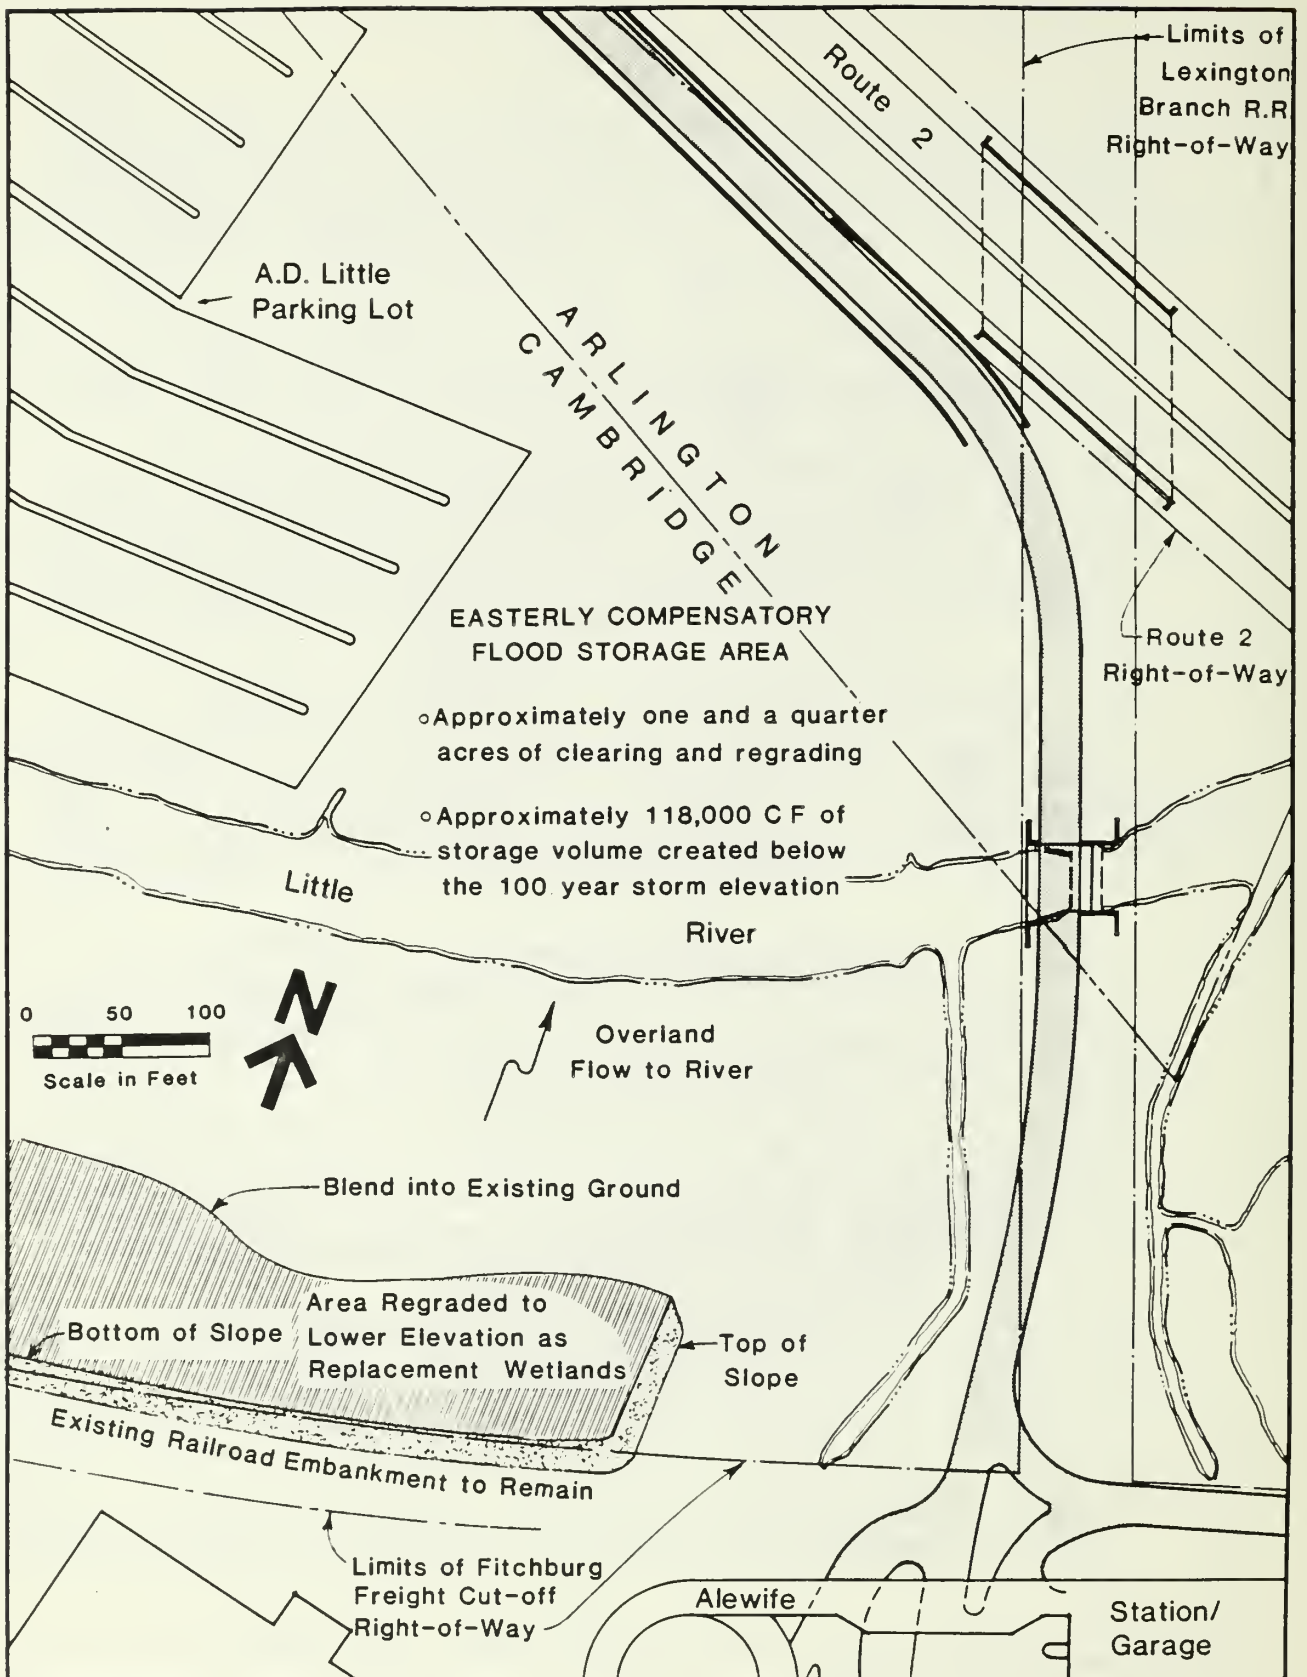 Limits of
Lexington
Branch R.R.
Right-of-Way
Route 2
A.D. Little
Parking Lot
ARLINGTON
CAMBRIDGE
EASTERLY COMPENSATORY
FLOOD STORAGE AREA
Route 2
Right-of-Way
○Approximately one and a quarter
acres of clearing and regrading
○Approximately 118,000 CF of
storage volume created below
the 100 year storm elevation
Little
River
N
0 50 100
Scale in Feet
Overland
Flow to River
Blend into Existing Ground
Bottom of Slope
Area Regraded to
Lower Elevation as
Replacement Wetlands
Top of
Slope
Existing Railroad Embankment to Remain
Limits of Fitchburg
Freight Cut-off
Right-of-Way
Alewife
Station/
Garage